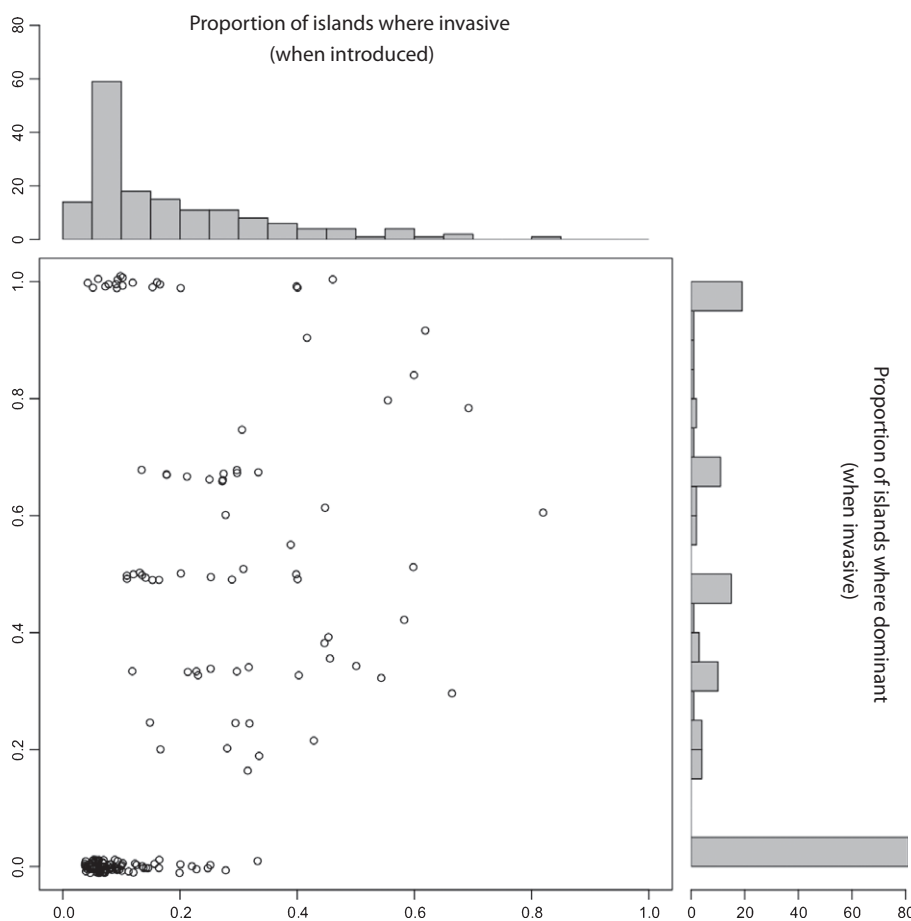 Proportion of islands where invasive
(when introduced)
80
60
40
20
0
1.0
0.8
0.6
0.4
0.2
0.0
0.0 0.2 0.4 0.6 0.8 1.0
Proportion of islands where dominant
(when invasive)
0 20 40 60 80